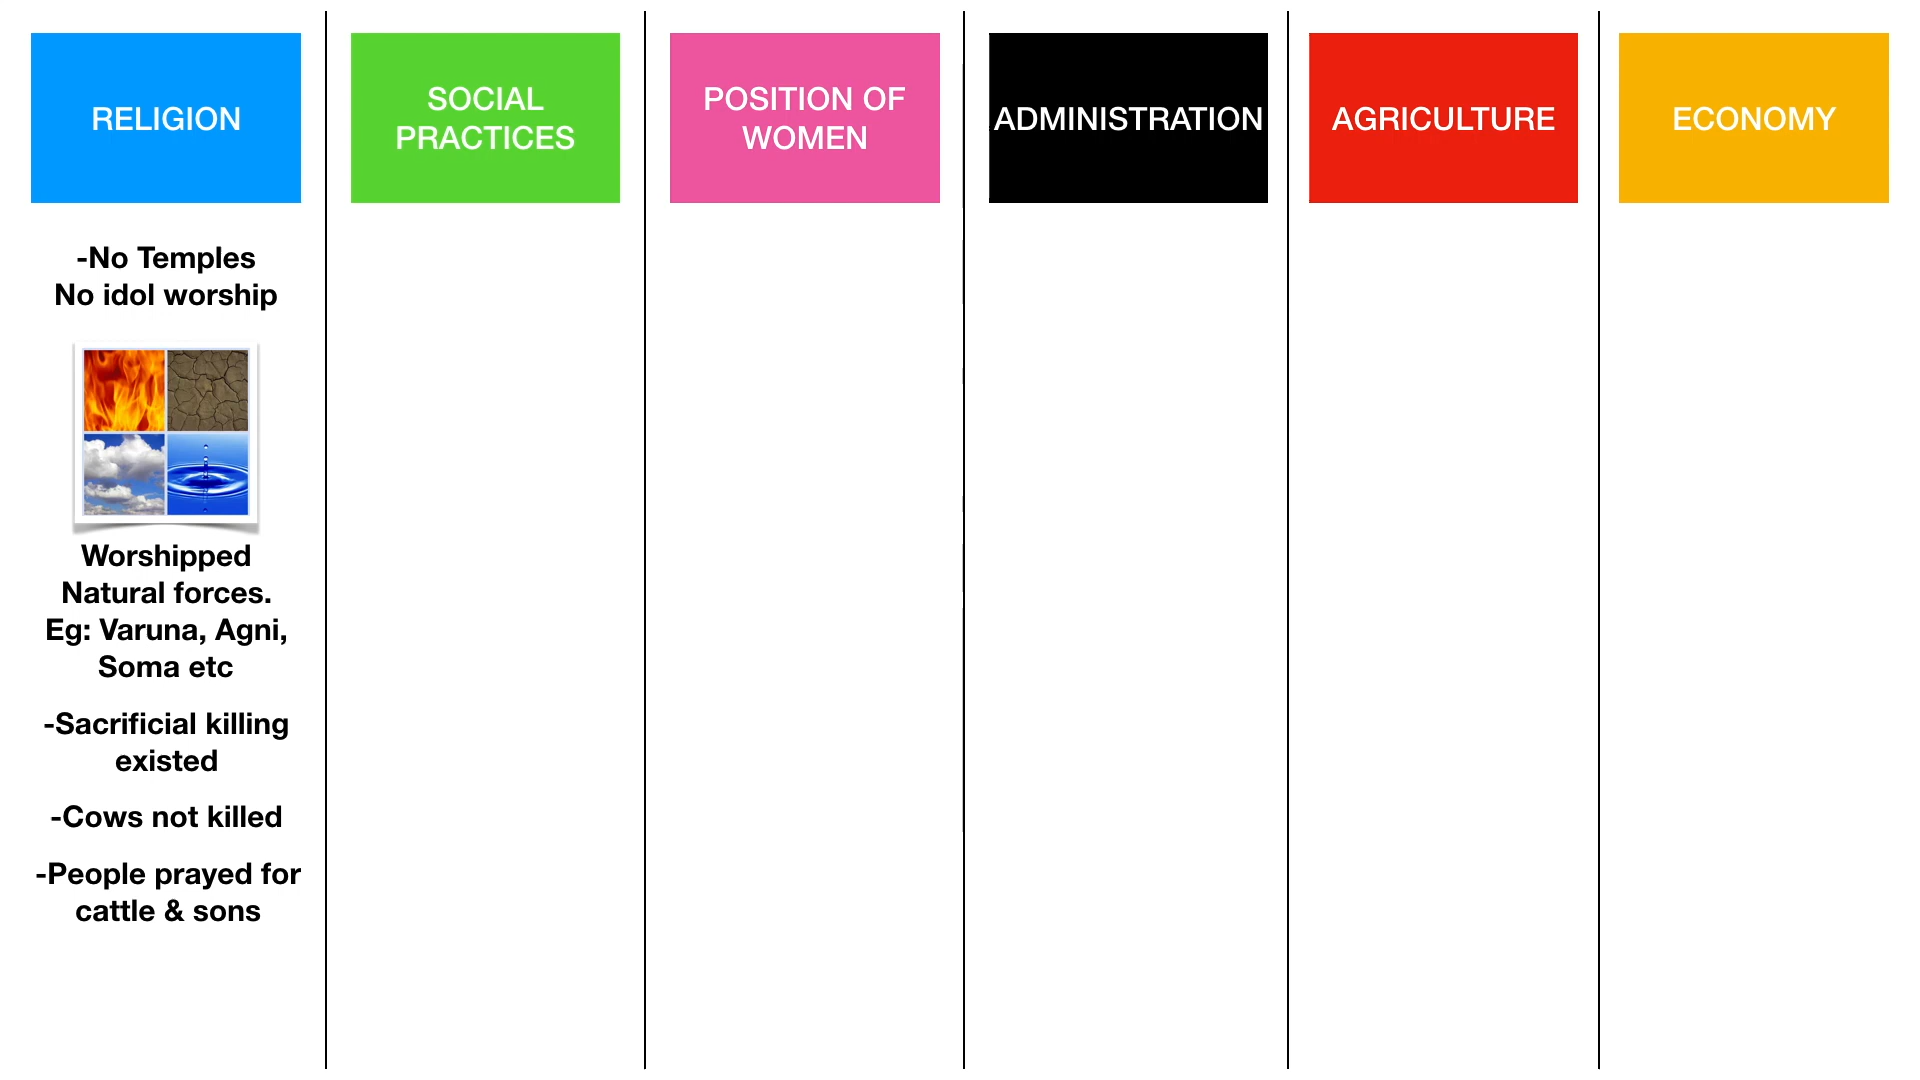 RELIGION
SOCIAL
PRACTICES
POSITION OF
WOMEN
ADMINISTRATION
AGRICULTURE
ECONOMY
-No Temples
No idol worship
Worshipped
Natural forces.
Eg: Varuna, Agni,
Soma etc
-Sacrificial killing
existed
-Cows not killed
-People prayed for
cattle & sons